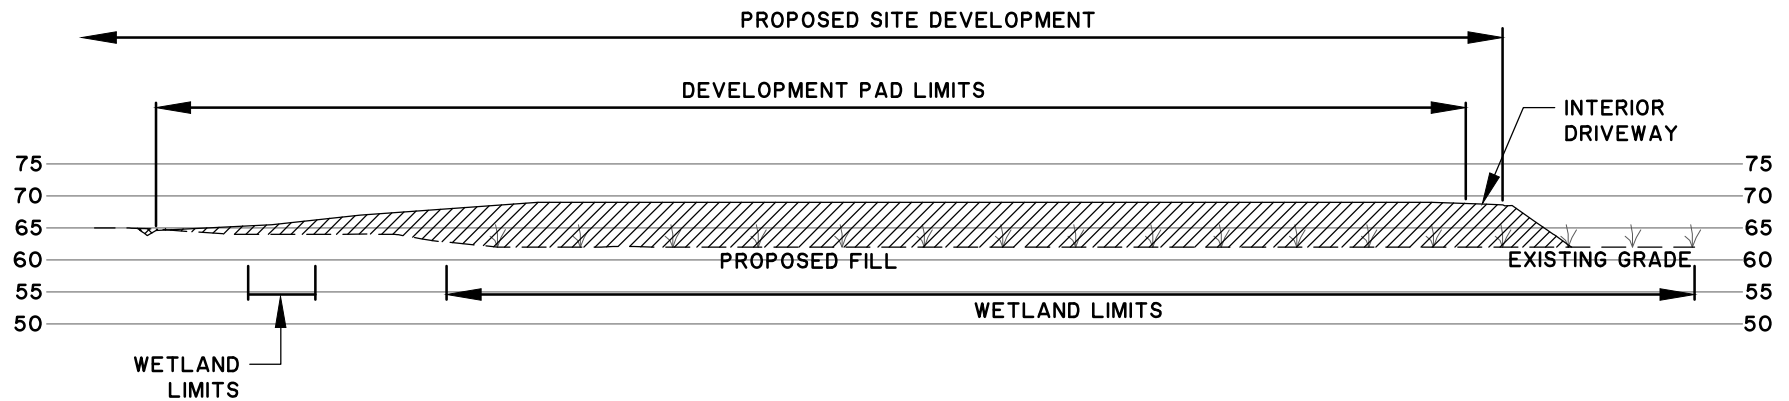 PROPOSED SITE DEVELOPMENT
DEVELOPMENT PAD LIMITS
INTERIOR
DRIVEWAY
75 75
70 70
65 65
60 60
PROPOSED FILL
EXISTING GRADE
55 55
WETLAND LIMITS
50 50
WETLAND
LIMITS